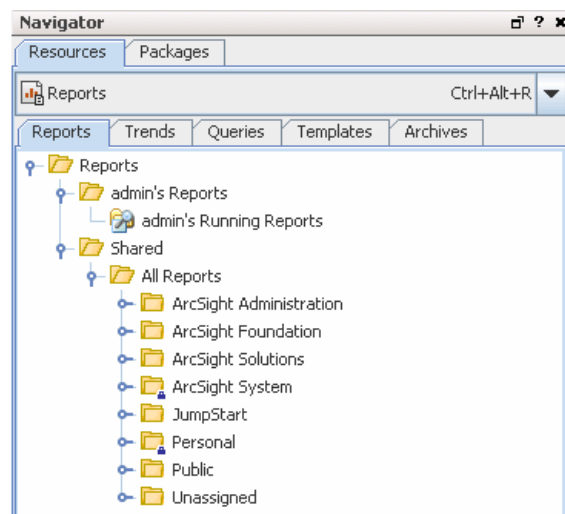 Navigator
Resources Packages
Reports Ctrl+Alt+R
Reports Trends Queries Templates Archives
Reports
admin's Reports
admin's Running Reports
Shared
All Reports
ArcSight Administration
ArcSight Foundation
ArcSight Solutions
ArcSight System
JumpStart
Personal
Public
Unassigned